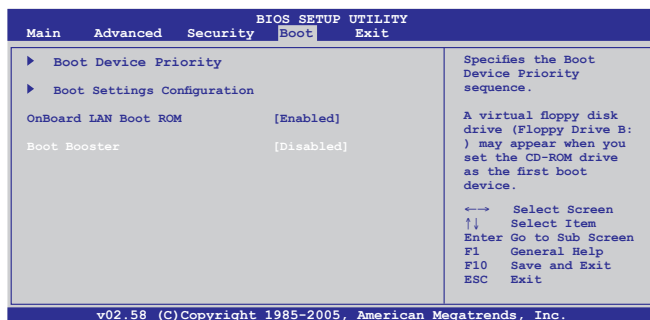 BIOS SETUP UTILITY
Main Advanced Security Boot Exit
Boot Device Priority
Boot Settings Configuration
OnBoard LAN Boot ROM [Enabled]
Boot Booster [Disabled]
Specifies the Boot
Device Priority
sequence.
A virtual floppy disk
drive (Floppy Drive B:
) may appear when you
set the CD-ROM drive
as the first boot
device.
←→ Select Screen
↑↓ Select Item
Enter Go to Sub Screen
F1 General Help
F10 Save and Exit
ESC Exit
v02.58 (C)Copyright 1985-2005, American Megatrends, Inc.